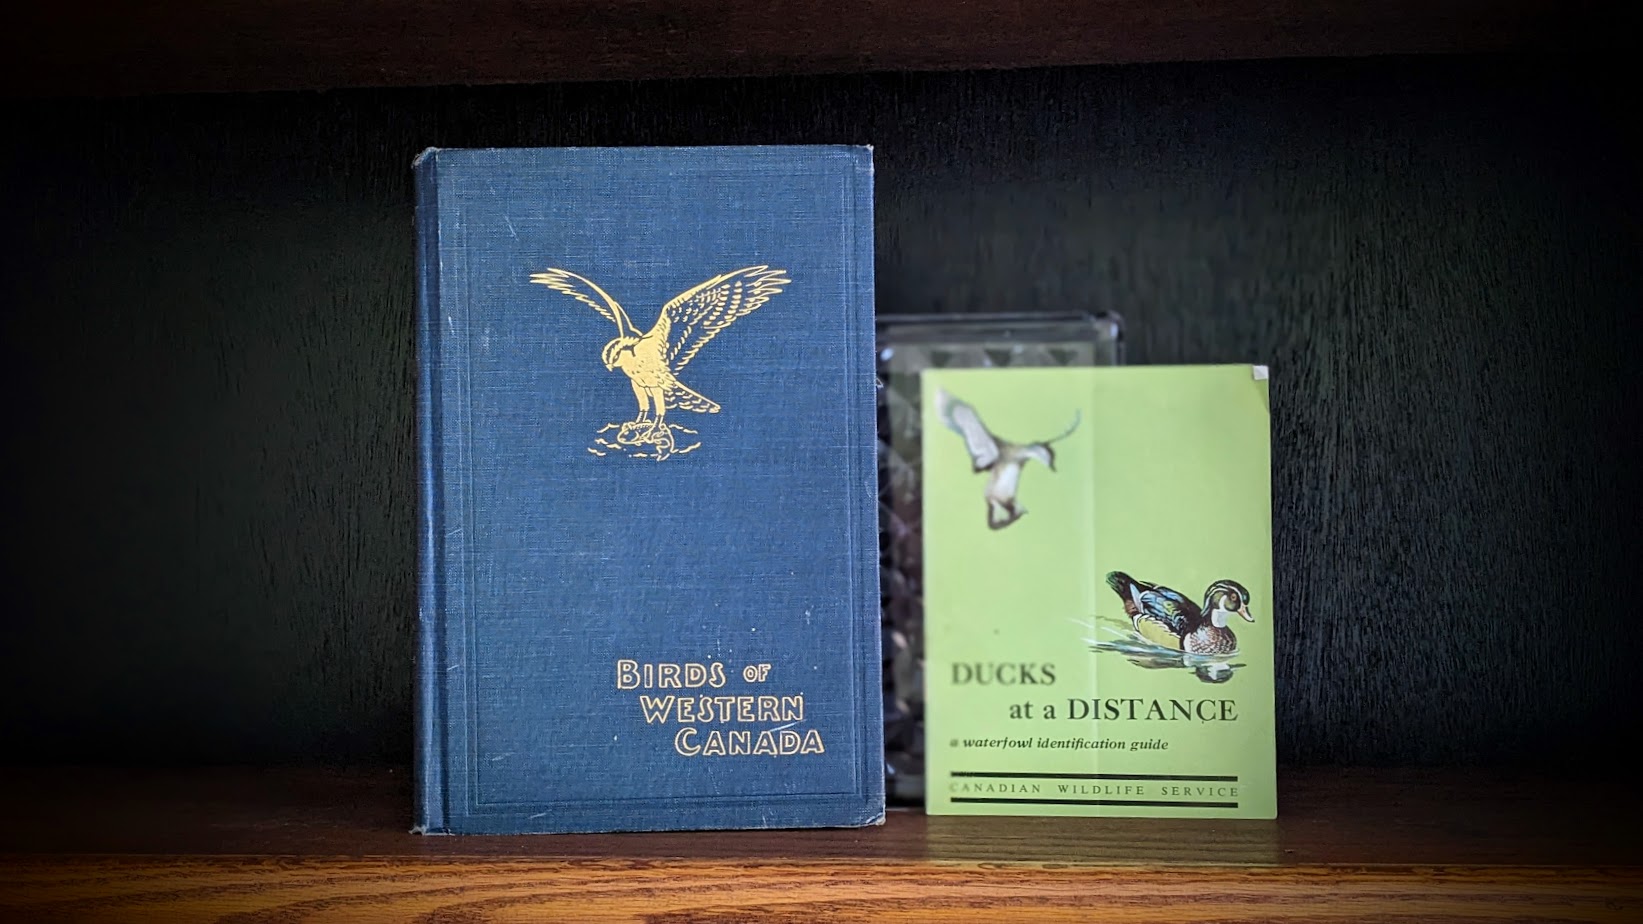 BIRDS OF
WESTERN
CANADA
DUCKS
at a DISTANCE
a waterfowl identification guide
CANADIAN WILDLIFE SERVICE